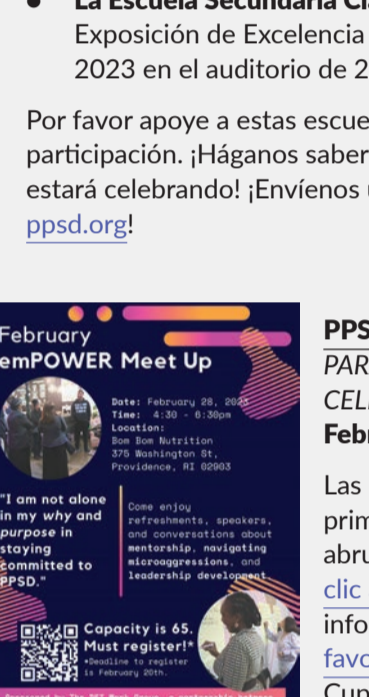 La Escuela Secundaria
Exposición de Excelencia
2023 en el auditorio de 2
Por favor apoye a estas
participación. ¡Háganos saber
estará celebrando! ¡Envíenos
ppsd.org!
February
emPOWER Meet Up
Date: February 28, 2023
Time: 4:30 - 6:30pm
Location:
Bom Bom Nutrition
375 Washington St,
Providence, RI 02903
"I am not alone
in my why and
purpose in
staying
committed to
PPSD."
Come enjoy
refreshments, speakers,
and conversations about
mentorship, navigating
microaggressions, and
leadership development.
Capacity is 65.
Must register!*
*Deadline to register
is February 20th.
PPS
PAR
CEL
Feb
Las
prim
abru
clic
info
favo